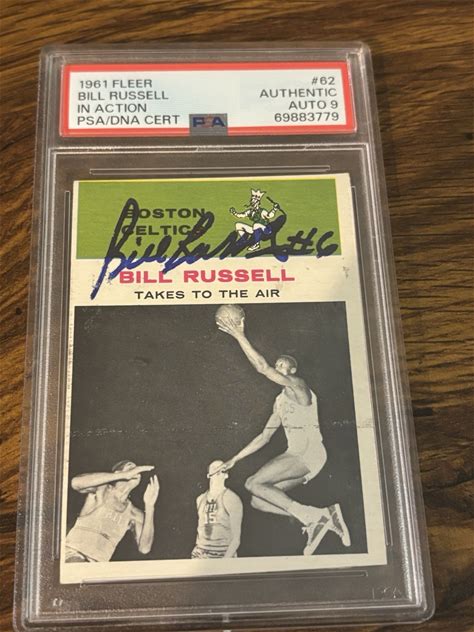 1961 FLEER #62
BILL RUSSELL AUTHENTIC
IN ACTION AUTO 9
PSA/DNA CERT PSA 69883779
BOSTON
CELTICS
Bill Russell #6
BILL RUSSELL
TAKES TO THE AIR